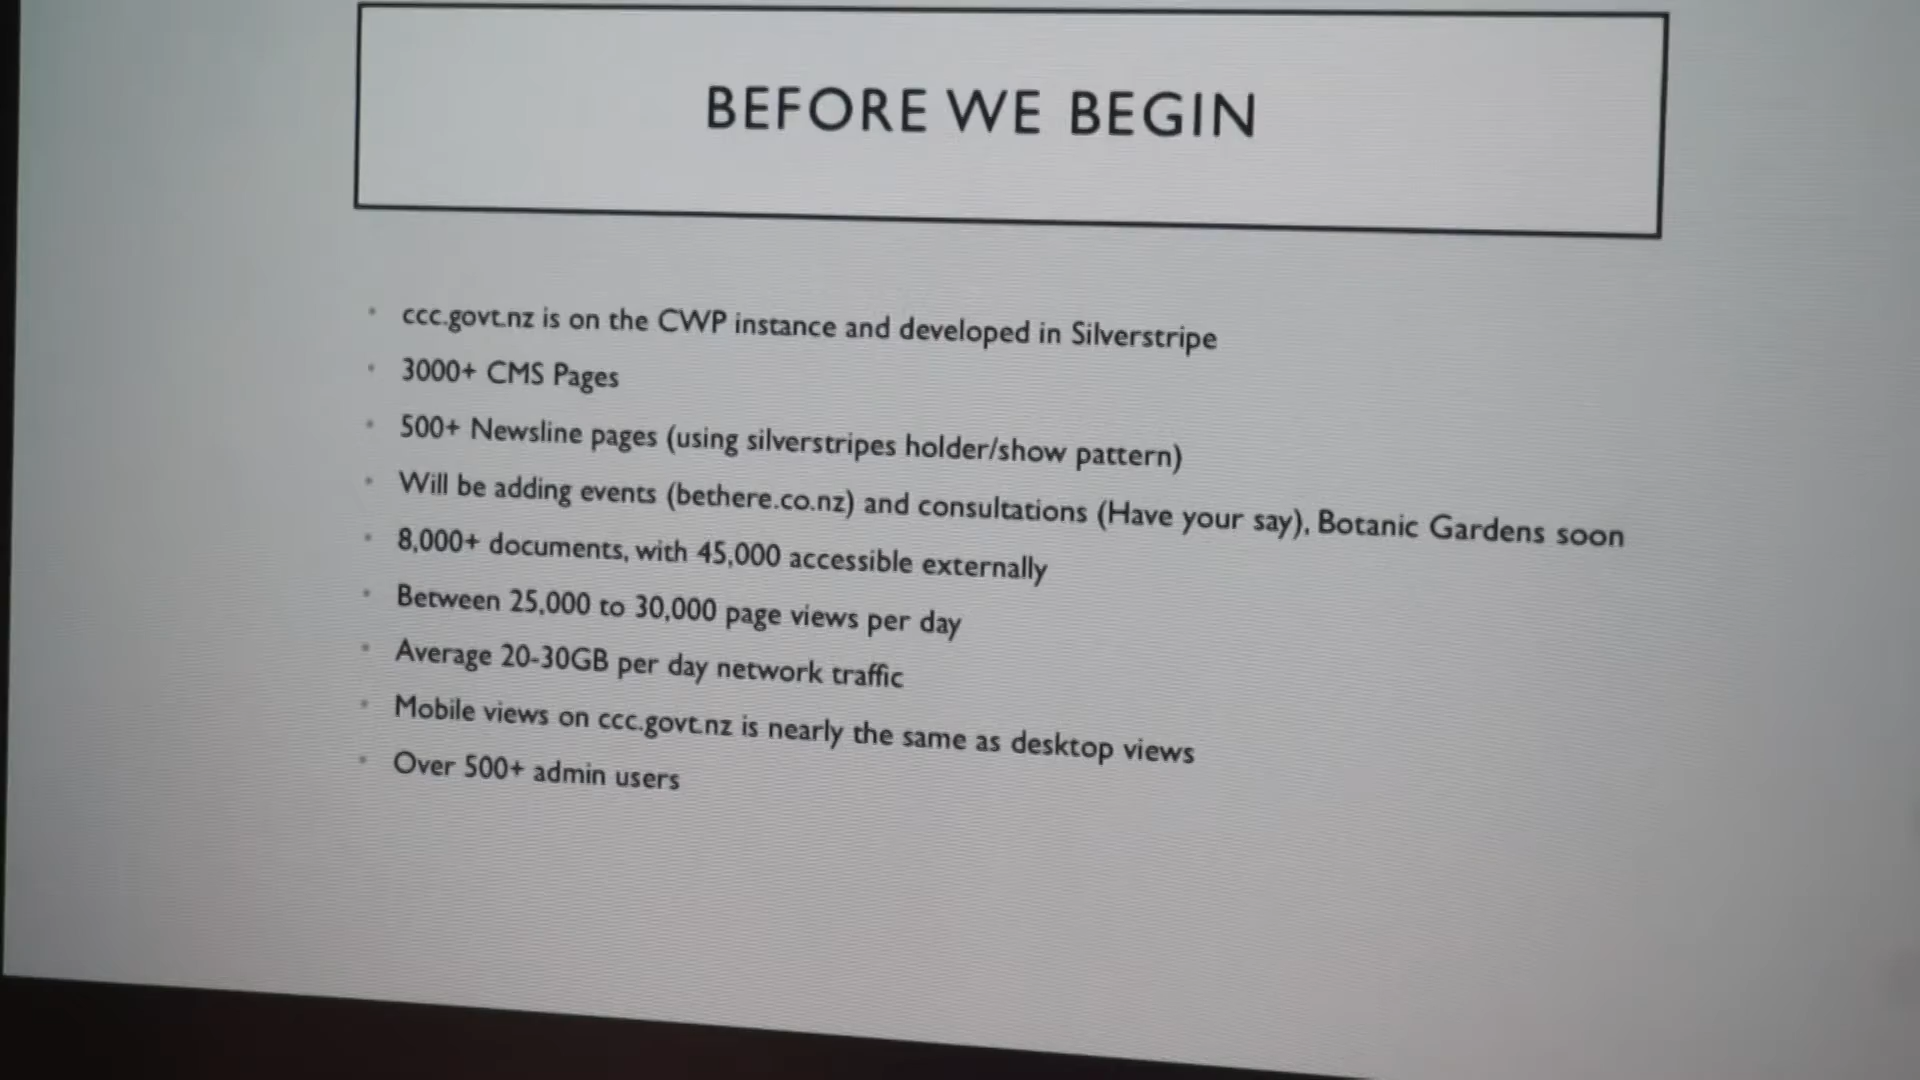 BEFORE WE BEGIN
ccc.govt.nz is on the CWP instance and developed in Silverstripe
3000+ CMS Pages
500+ Newsline pages (using silverstripes holder/show pattern)
Will be adding events (bethere.co.nz) and consultations (Have your say), Botanic Gardens soon
8,000+ documents, with 45,000 accessible externally
Between 25,000 to 30,000 page views per day
Average 20-30GB per day network traffic
Mobile views on ccc.govt.nz is nearly the same as desktop views
Over 500+ admin users